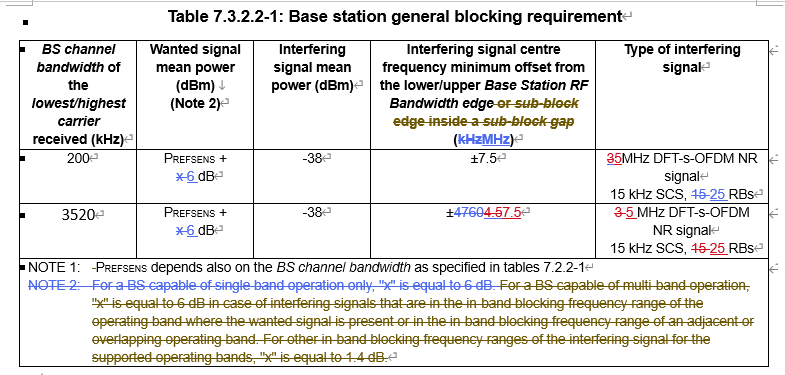 Table 7.3.2.2-1: Base station general blocking requirement
BS channel
bandwidth of
the
lowest/highest
carrier
received (kHz)
Wanted signal
mean power
(dBm) ↓
(Note 2)
Interfering
signal mean
power (dBm)
Interfering signal centre
frequency minimum offset from
the lower/upper Base Station RF
Bandwidth edge or sub-block
edge inside a sub-block gap
(kHzMHz)
Type of interfering
signal
200
PREFSENS +
x 6 dB
-38
±7.5
35MHz DFT-s-OFDM NR
signal
15 kHz SCS, 15 25 RBs
3520
PREFSENS +
x 6 dB
-38
±47604.57.5
3 5 MHz DFT-s-OFDM
NR signal
15 kHz SCS, 15 25 RBs
NOTE 1: -PREFSENS depends also on the BS channel bandwidth as specified in tables 7.2.2-1
NOTE 2: For a BS capable of single band operation only, "x" is equal to 6 dB. For a BS capable of multi band operation,
"x" is equal to 6 dB in case of interfering signals that are in the in band blocking frequency range of the
operating band where the wanted signal is present or in the in band blocking frequency range of an adjacent or
overlapping operating band. For other in band blocking frequency ranges of the interfering signal for the
supported operating bands, "x" is equal to 1.4 dB.